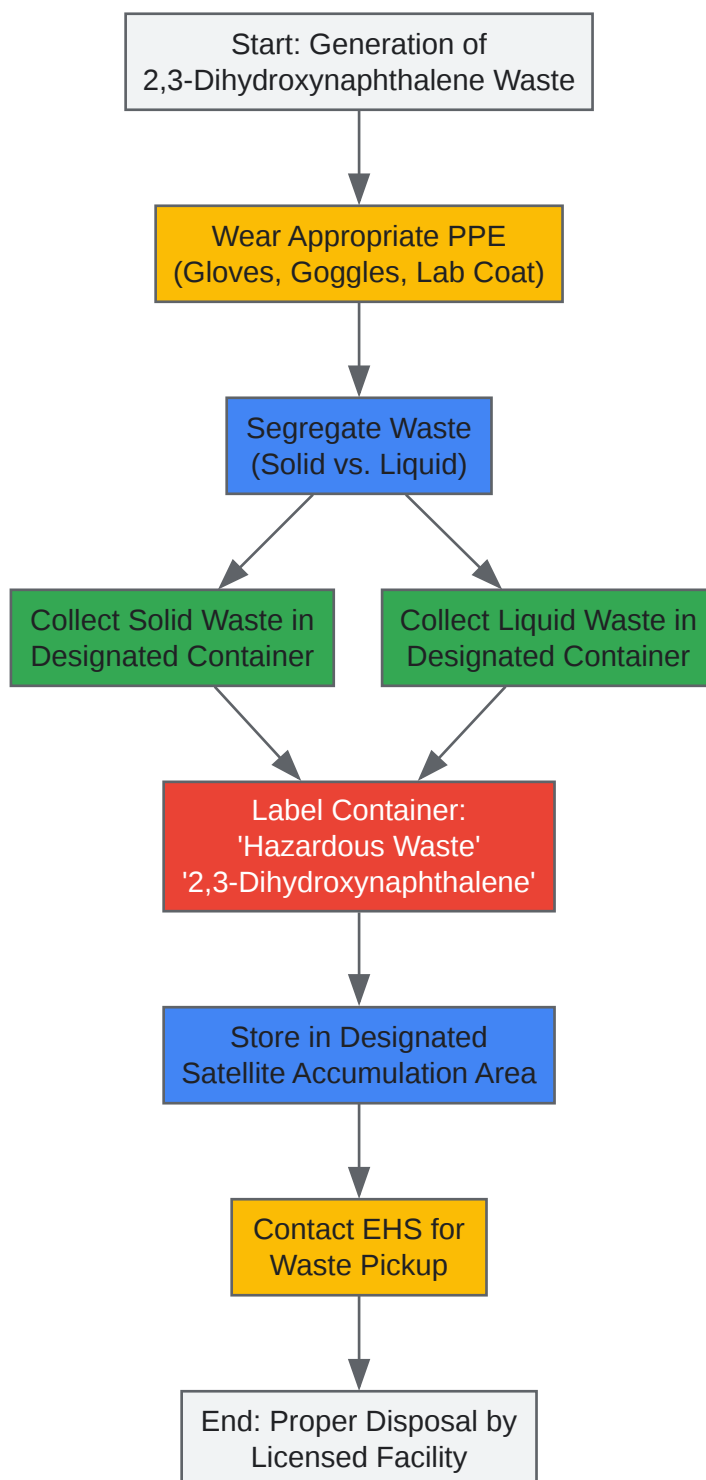 Start: Generation of
2,3-Dihydroxynaphthalene Waste
Wear Appropriate PPE
(Gloves, Goggles, Lab Coat)
Segregate Waste
(Solid vs. Liquid)
Collect Solid Waste in
Designated Container
Collect Liquid Waste in
Designated Container
Label Container:
'Hazardous Waste'
'2,3-Dihydroxynaphthalene'
Store in Designated
Satellite Accumulation Area
Contact EHS for
Waste Pickup
End: Proper Disposal by
Licensed Facility